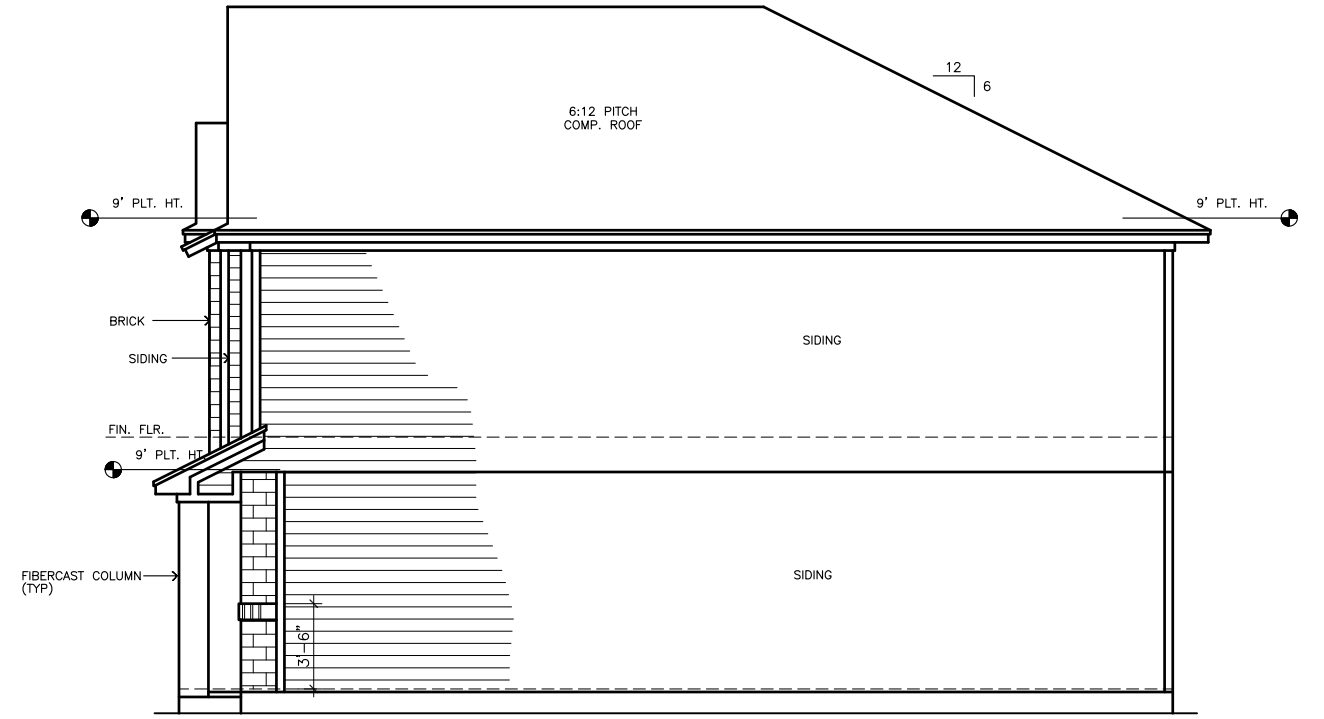 12
6
6:12 PITCH
COMP. ROOF
9' PLT. HT.
9' PLT. HT.
BRICK
SIDING
SIDING
FIN. FLR.
9' PLT. HT.
FIBERCAST COLUMN
(TYP)
SIDING
3'-6"